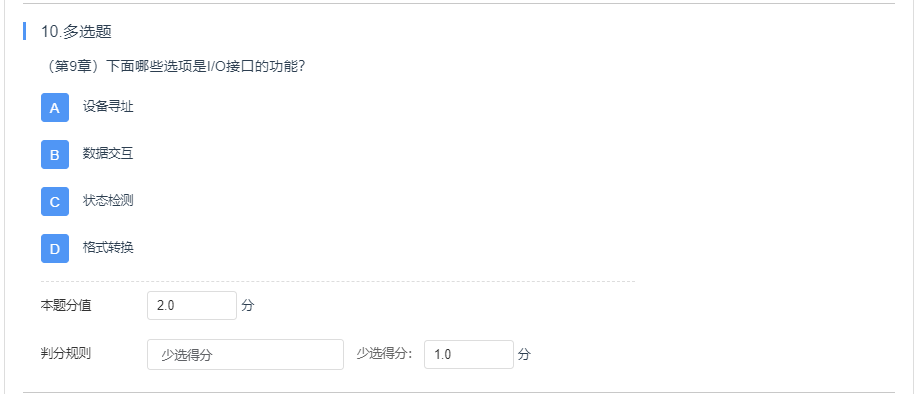 10.多选题
（第9章）下面哪些选项是I/O接口的功能？
A 设备寻址
B 数据交互
C 状态检测
D 格式转换
本题分值 2.0 分
判分规则 少选得分 少选得分： 1.0 分